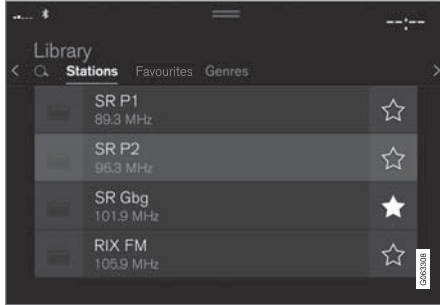 --:--
Library
Stations Favourites Genres
SR P1
89.3 MHz
SR P2
96.3 MHz
SR Gbg
101.9 MHz
RIX FM
105.9 MHz
G063308